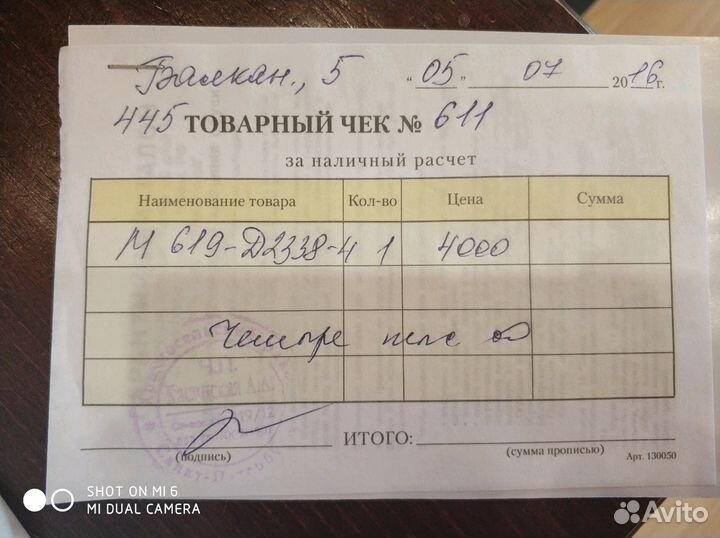 Балкан., 5 " 05 " 07 2016 г.
445 ТОВАРНЫЙ ЧЕК № 611
за наличный расчет
Наименование товара Кол-во Цена Сумма
М 619-Д2338-4 1 4000
Четыре
ИТОГО:
(подпись) (сумма прописью)
Арт. 130050
SHOT ON MI 6
MI DUAL CAMERA
Avito